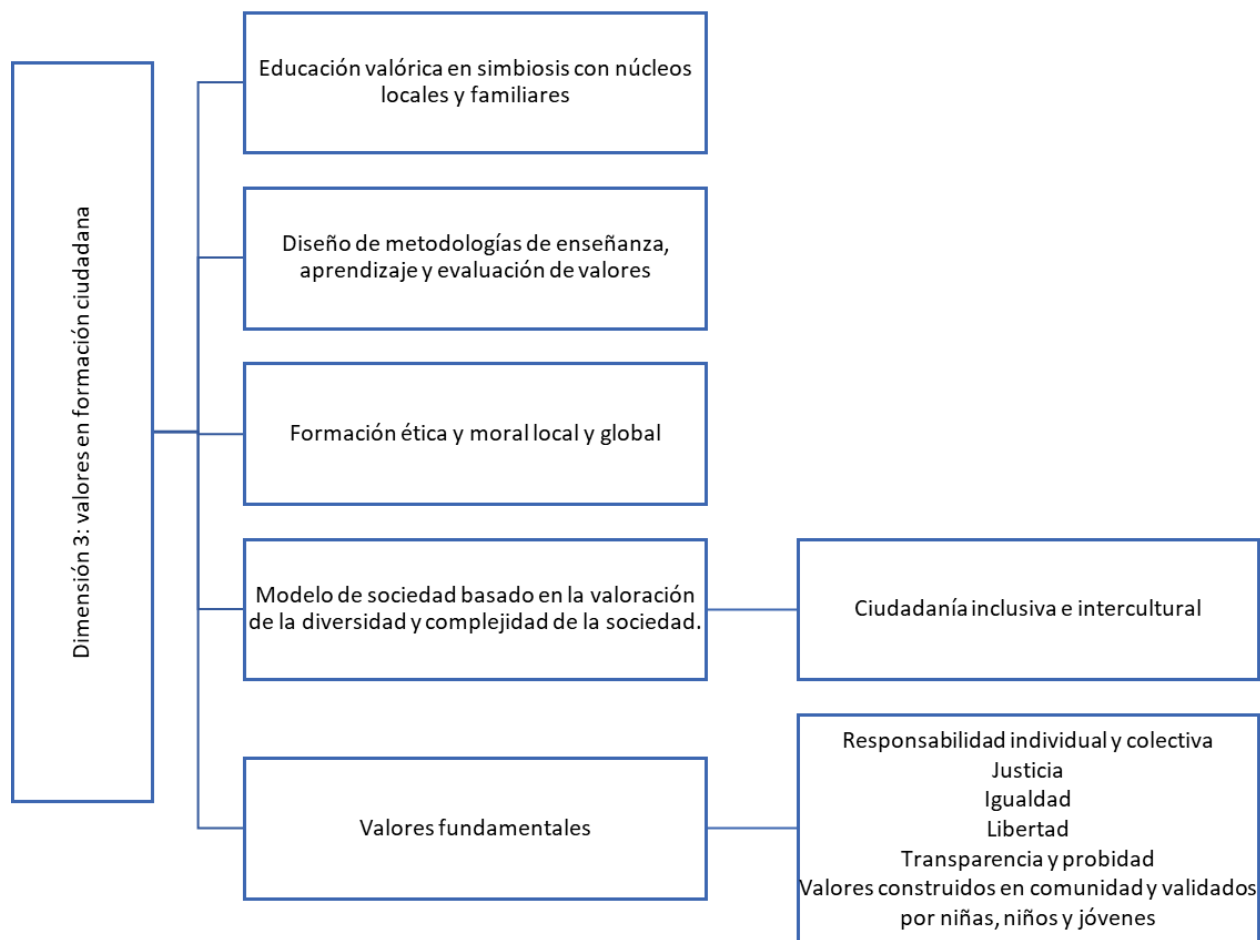 Dimensión 3: valores en formación ciudadana
Educación valórica en simbiosis con núcleos
locales y familiares
Diseño de metodologías de enseñanza,
aprendizaje y evaluación de valores
Formación ética y moral local y global
Modelo de sociedad basado en la valoración
de la diversidad y complejidad de la sociedad.
Ciudadanía inclusiva e intercultural
Valores fundamentales
Responsabilidad individual y colectiva
Justicia
Igualdad
Libertad
Transparencia y probidad
Valores construidos en comunidad y validados
por niñas, niños y jóvenes